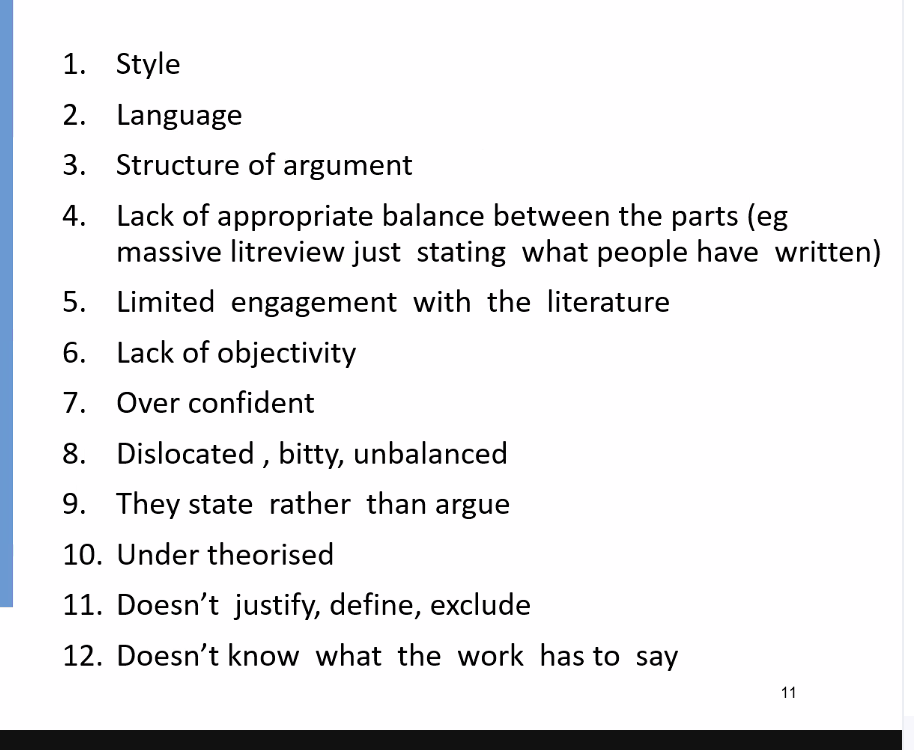 1. Style
2. Language
3. Structure of argument
4. Lack of appropriate balance between the parts (eg
massive litreview just stating what people have written)
5. Limited engagement with the literature
6. Lack of objectivity
7. Over confident
8. Dislocated , bitty, unbalanced
9. They state rather than argue
10. Under theorised
11. Doesn’t justify, define, exclude
12. Doesn’t know what the work has to say
11